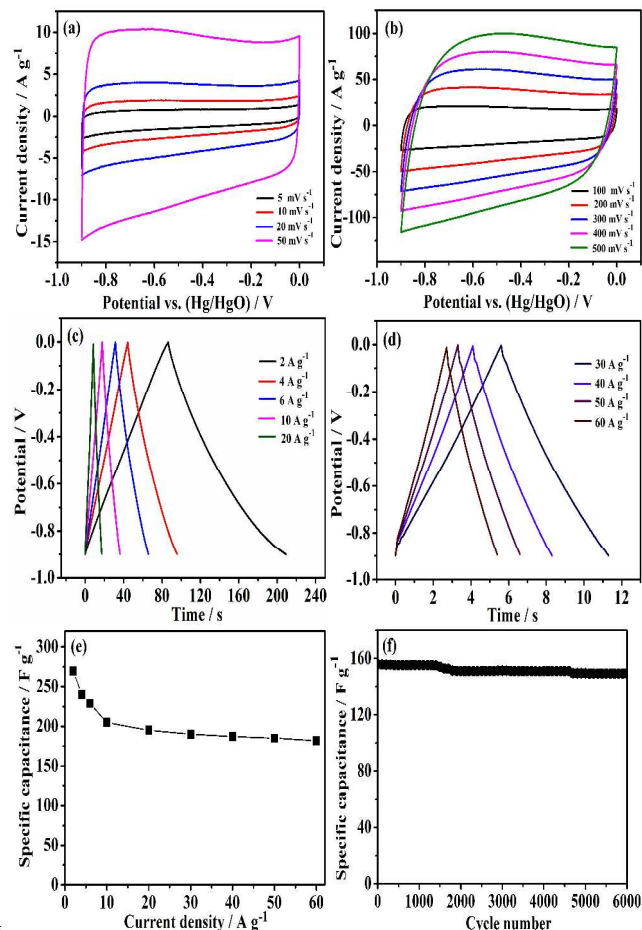 (a)
Current density / A g⁻¹
10
5
0
-5
-10
-15
5 mV s⁻¹
10 mV s⁻¹
20 mV s⁻¹
50 mV s⁻¹
-1.0 -0.8 -0.6 -0.4 -0.2 0.0
Potential vs. (Hg/HgO) / V
(b)
Current density / A g⁻¹
100
50
0
-50
-100
100 mV s⁻¹
200 mV s⁻¹
300 mV s⁻¹
400 mV s⁻¹
500 mV s⁻¹
-1.0 -0.8 -0.6 -0.4 -0.2 0.0
Potential vs. (Hg/HgO) / V
(c)
Potential / V
0.0
-0.2
-0.4
-0.6
-0.8
-1.0
2 A g⁻¹
4 A g⁻¹
6 A g⁻¹
10 A g⁻¹
20 A g⁻¹
0 40 80 120 160 200 240
Time / s
(d)
Potential / V
0.0
-0.2
-0.4
-0.6
-0.8
-1.0
30 A g⁻¹
40 A g⁻¹
50 A g⁻¹
60 A g⁻¹
0 2 4 6 8 10 12
Time / s
(e)
Specific capacitance / F g⁻¹
300
250
200
150
100
50
0
0 10 20 30 40 50 60
Current density / A g⁻¹
(f)
Specific capacitance / F g⁻¹
160
120
80
40
0
0 1000 2000 3000 4000 5000 6000
Cycle number